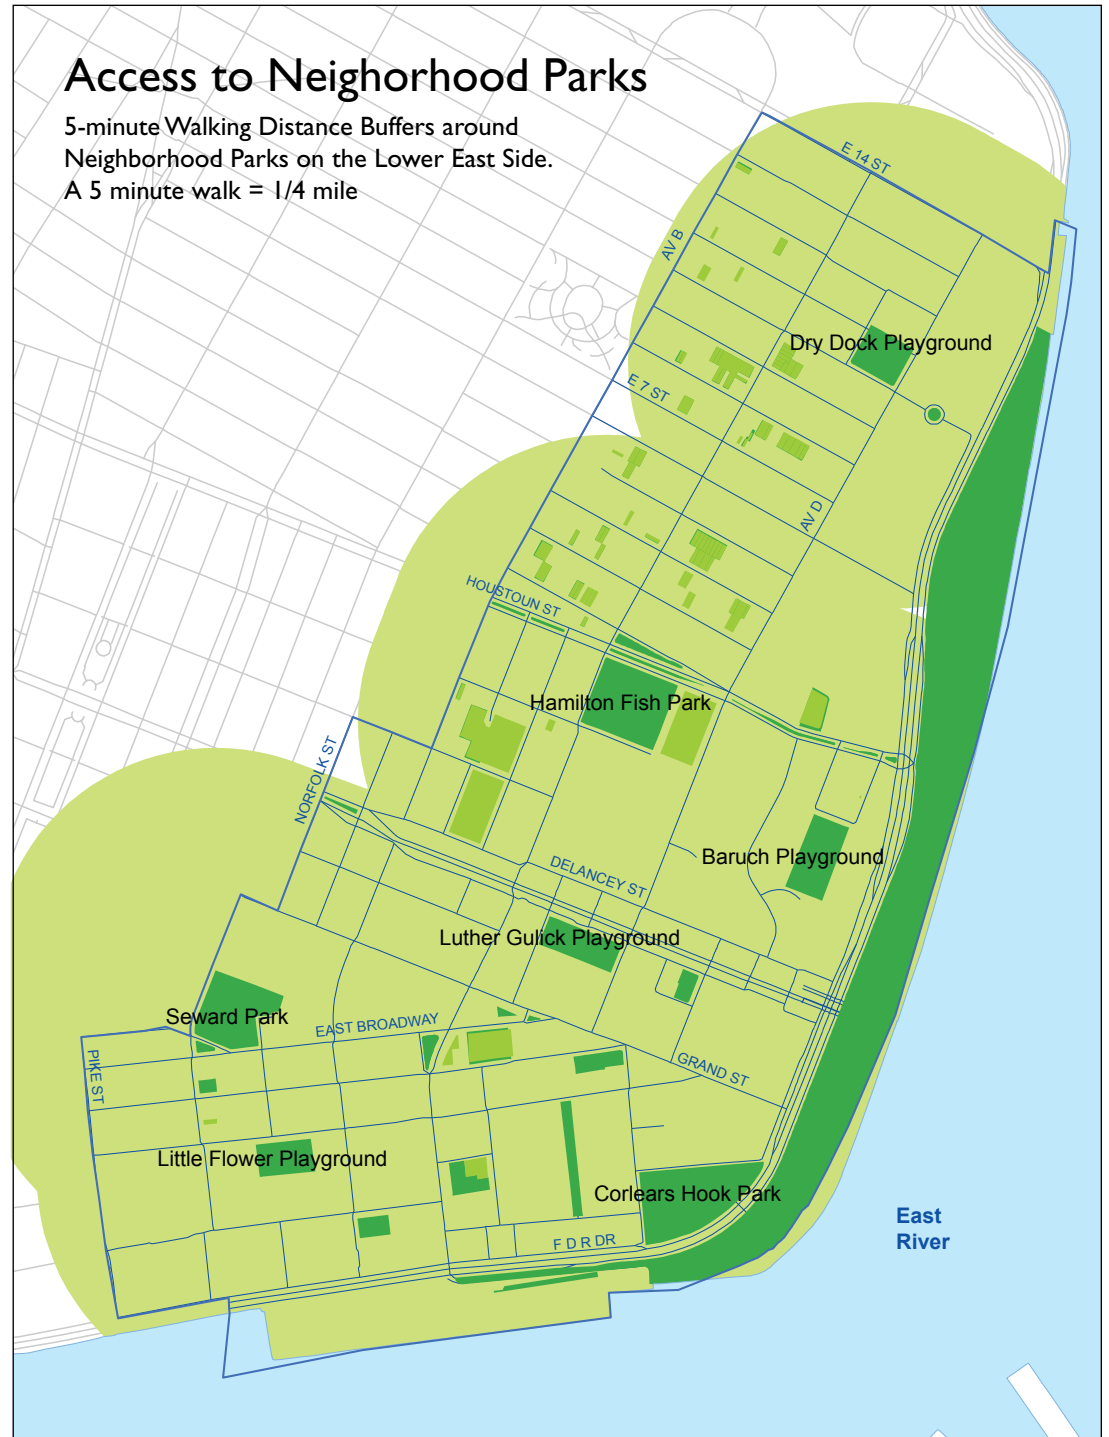 Access to Neighorhood Parks
5-minute Walking Distance Buffers around
Neighborhood Parks on the Lower East Side.
A 5 minute walk = 1/4 mile
E 14 ST
AV B
Dry Dock Playground
E 7 ST
AV D
HOUSTOUN ST
Hamilton Fish Park
NORFOLK ST
Baruch Playground
DELANCEY ST
Luther Gulick Playground
Seward Park
EAST BROADWAY
PIKE ST
GRAND ST
Little Flower Playground
Corlears Hook Park
F D R DR
East
River